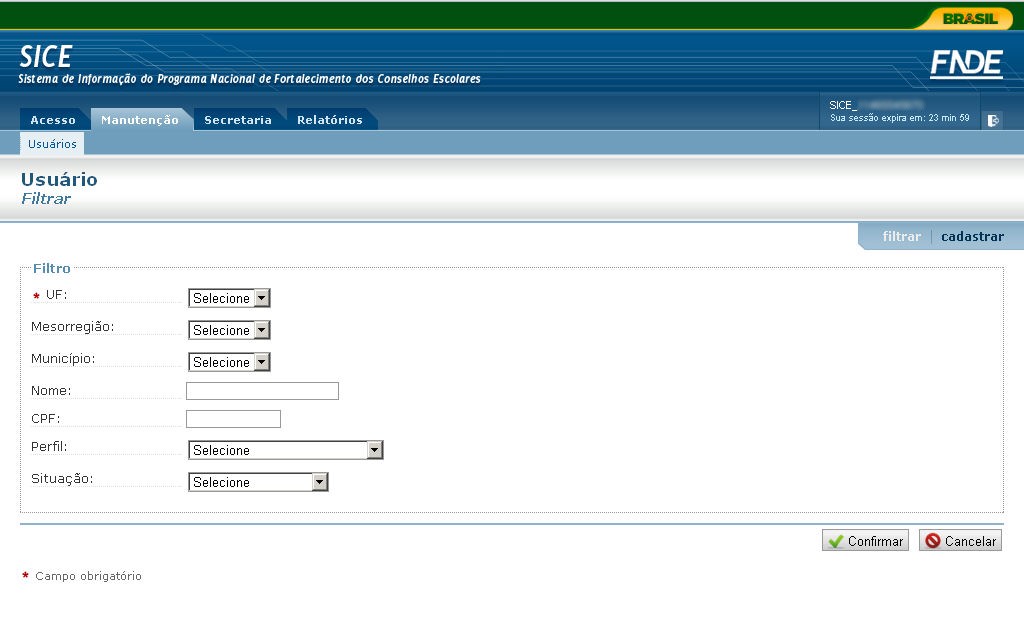 BRASIL
SICE
Sistema de Informação do Programa Nacional de Fortalecimento dos Conselhos Escolares
FNDE
SICE_
Acesso Manutenção Secretaria Relatórios
Sua sessão expira em: 23 min 59
Usuários
Usuário
Filtrar
filtrar cadastrar
Filtro
* UF: Selecione
Mesorregião: Selecione
Município: Selecione
Nome:
CPF:
Perfil: Selecione
Situação: Selecione
Confirmar Cancelar
* Campo obrigatório